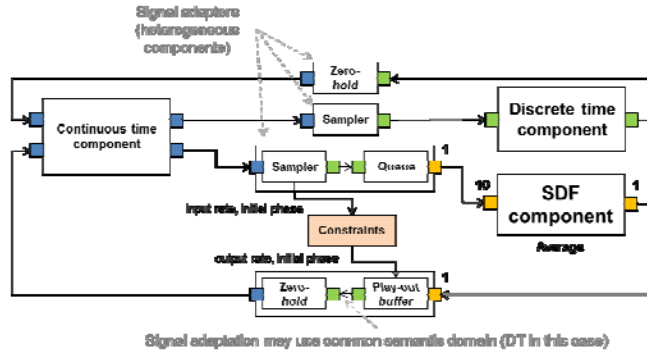 Signal adapters
(heterogeneous
components)
Zero-
hold
Continuous time
component
Sampler
Discrete time
component
Sampler
Queue
1
10
SDF
component
1
Average
input rate, initial phase
Constraints
output rate, initial phase
Zero-
hold
Play-out
buffer
1
Signal adaptation may use common semantic domain (DT in this case)